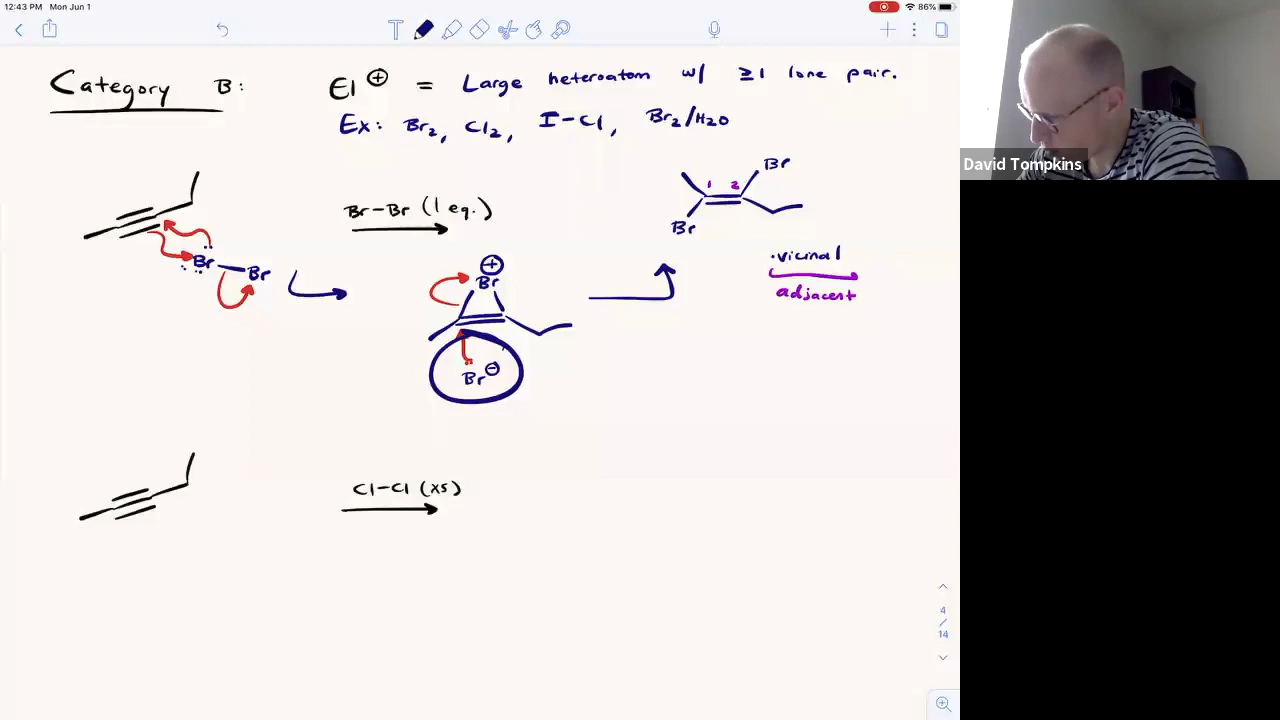 12:43 PM Mon Jun 1
86%
Category B: El ⊕ = Large heteroatom w/ ≥1 lone pair.
Ex: Br₂, Cl₂, I-Cl, Br₂/H₂O
David Tompkins
Br
1 2
Br-Br (1 eq.)
Br
Br-Br
⊕
Br
·vicinal
adjacent
Br⊖
Cl-Cl (xs)
4
/
14